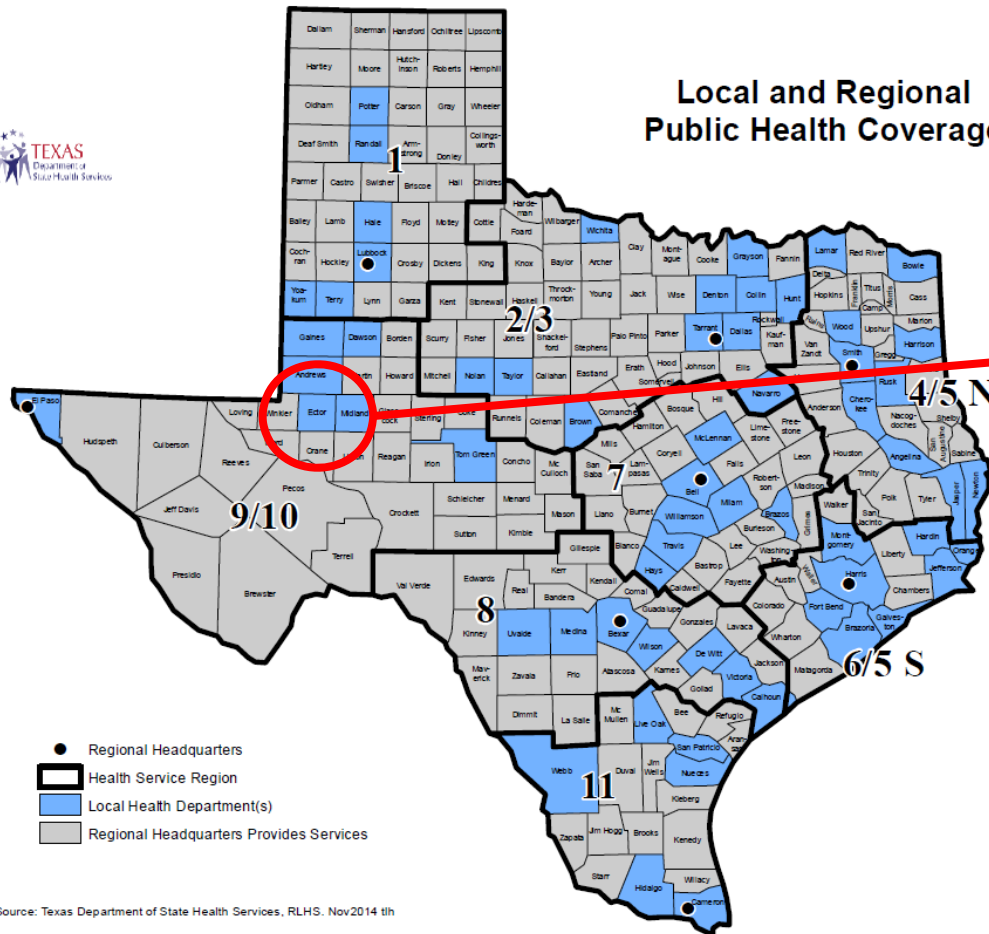 Local and Regional
Public Health Coverage
TEXAS
Department of
State Health Services
Dallam Sherman Hansford Ochiltree Lipscomb
Hartley Moore Hutch-
inson Roberts Hemphill
Oldham Potter Carson Gray Wheeler
Deaf Smith Randall Arm-
strong Donley Collings-
worth
1
Parmer Castro Swisher Briscoe Hall Childres
Bailey Lamb Hale Floyd Motley Cottle
Harde-
man
Foard Wilbarger Wichita
Coch-
ran Hockley Lubbock Crosby Dickens King Knox Baylor Archer Clay Mont-
ague Cooke Grayson Fannin Lamar Red River Bowie
Yoa-
kum Terry Lynn Garza Kent Stonewall Haskell Throck-
morton Young Jack Wise Denton Collin Hunt Delta Hopkins Franklin Titus Camp Morris Cass
2/3
Gaines Dawson Borden Scurry Fisher Jones Shackel-
ford Stephens Palo Pinto Parker Tarrant Dallas Rockwall Kauf-
man Rains Wood Upshur Marion Harrison
Andrews Howard Mitchell Nolan Taylor Callahan Eastland Erath Hood Somervell Johnson Ellis Navarro Van
Zandt Smith Gregg Rusk
4/5 N
El Paso Hudspeth Culberson Loving Winkler Ector Midland Sterling Coke Runnels Coleman Brown Comanche Hamilton Bosque Hill Free-
stone Anderson Chero-
kee Nacog-
doches Shelby
Reeves Crane Reagan Irion Tom Green Concho Mc
Culloch San
Saba Mills Lam-
pasas Coryell McLennan Lime-
stone Falls Leon Houston Angelina San
Augustine Sabine
7
Jeff Davis Pecos Crockett Schleicher Menard Mason Llano Burnet Bell Milam Robert-
son Madison Trinity Polk Tyler Jasper Newton
9/10
Presidio Brewster Terrell Sutton Kimble Gillespie Blanco Williamson Travis Burleson Brazos Grimes Walker San
Jacinto Hardin
Val Verde Edwards Real Kerr Kendall Bandera Comal Hays Caldwell Bastrop Lee Fayette Washing-
ton Austin Waller Mont-
gomery Liberty Orange Jefferson
8
Kinney Uvalde Medina Bexar Guadalupe Gonzales Lavaca Colorado Wharton Fort Bend Harris Chambers
Mav-
erick Zavala Frio Atascosa Wilson Karnes De Witt Victoria Jackson Matagorda Brazoria Galves-
ton
6/5 S
Dimmit La Salle Mc
Mullen Live Oak Bee Goliad Refugio Calhoun
Webb Duval Jim
Wells San Patricio Nueces Aran-
sas
11
Zapata Jim Hogg Brooks Kleberg Kenedy
Starr Hidalgo Willacy Cameron
Regional Headquarters
Health Service Region
Local Health Department(s)
Regional Headquarters Provides Services
Source: Texas Department of State Health Services, RLHS. Nov2014 tlh